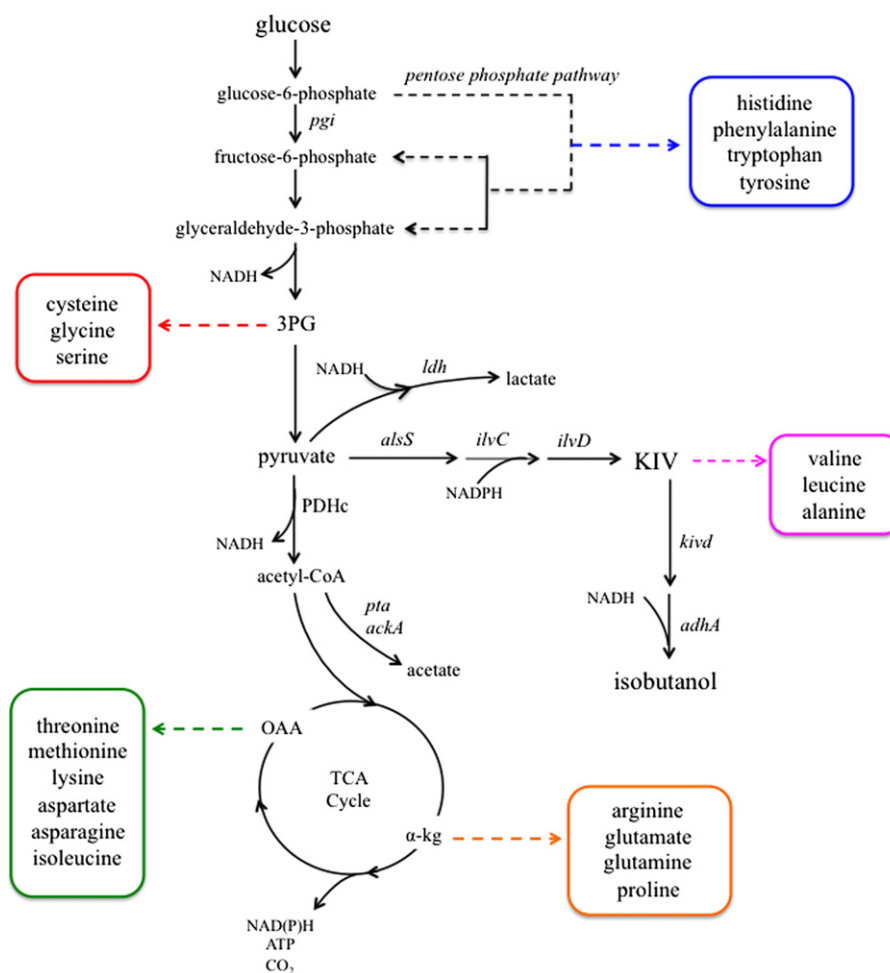 glucose
pentose phosphate pathway
glucose-6-phosphate
pgi
histidine
phenylalanine
tryptophan
tyrosine
fructose-6-phosphate
glyceraldehyde-3-phosphate
NADH
cysteine
glycine
serine
3PG
NADH
ldh
lactate
pyruvate
alsS
ilvC
ilvD
NADPH
KIV
valine
leucine
alanine
PDHc
NADH
acetyl-CoA
kivd
NADH
adhA
isobutanol
pta
ackA
acetate
threonine
methionine
lysine
aspartate
asparagine
isoleucine
OAA
TCA
Cycle
α-kg
arginine
glutamate
glutamine
proline
NAD(P)H
ATP
CO₂